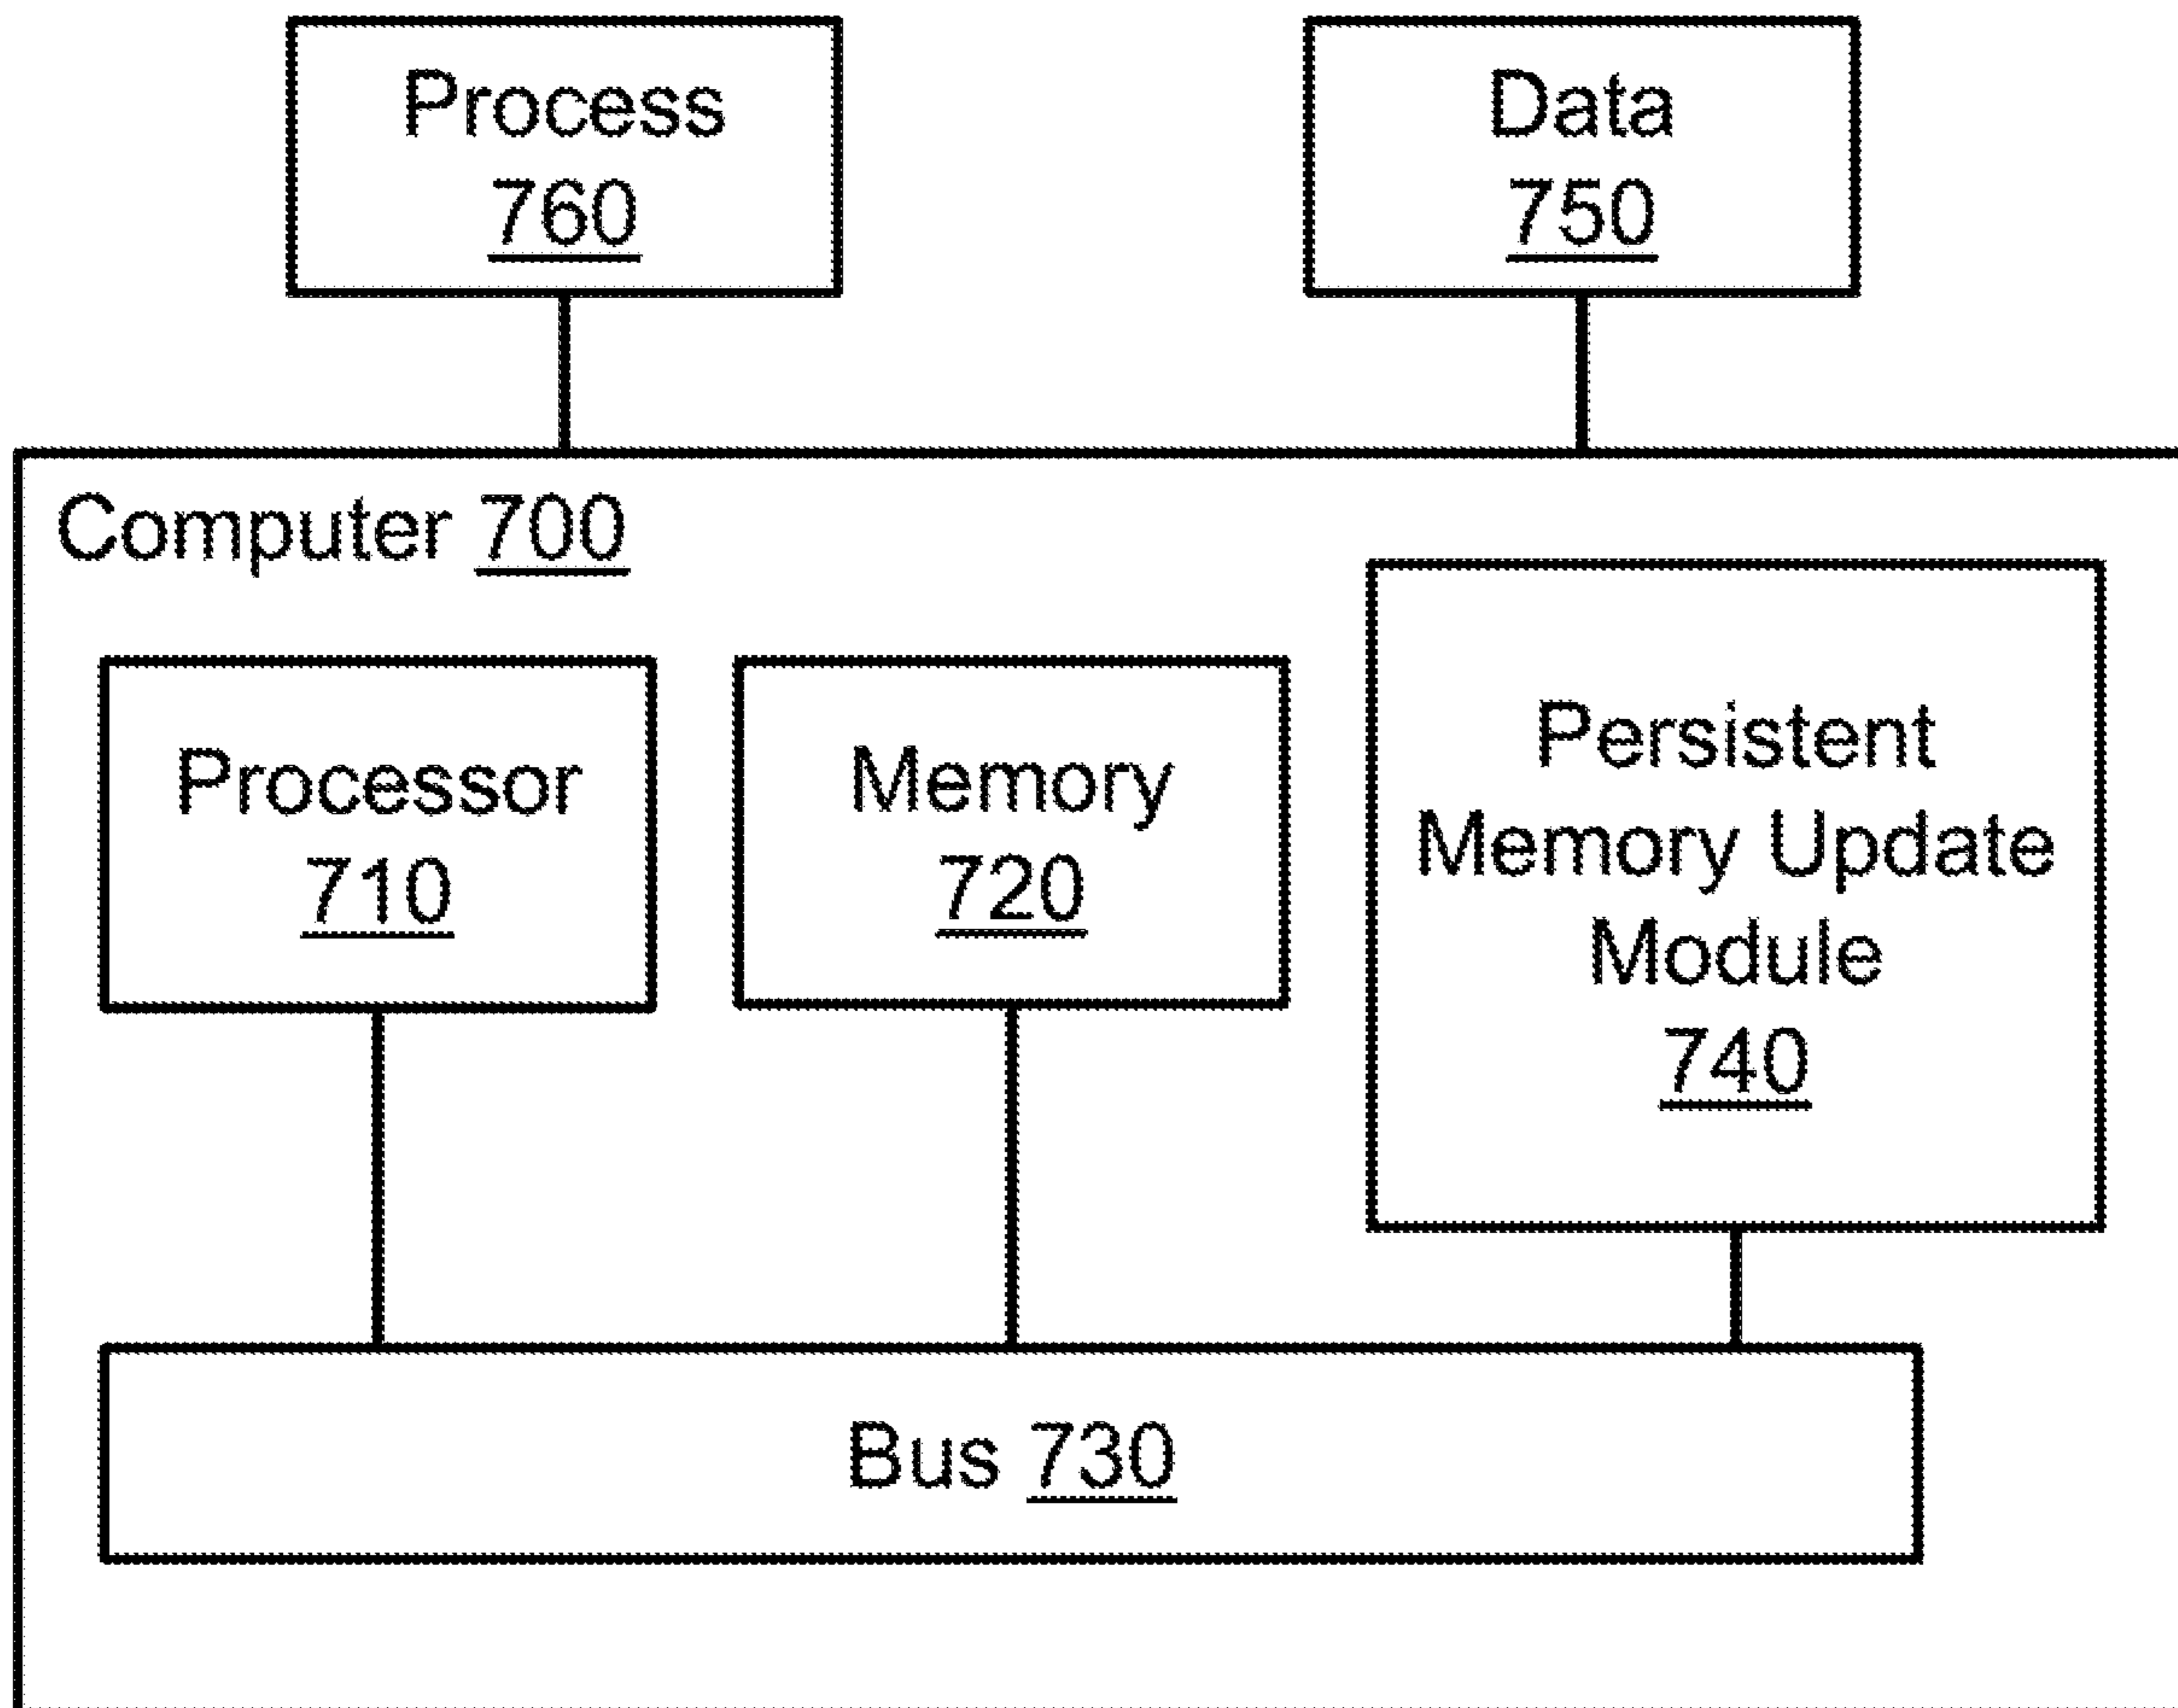 Process
760
Data
750
Computer 700
Processor
710
Memory
720
Persistent
Memory Update
Module
740
Bus 730